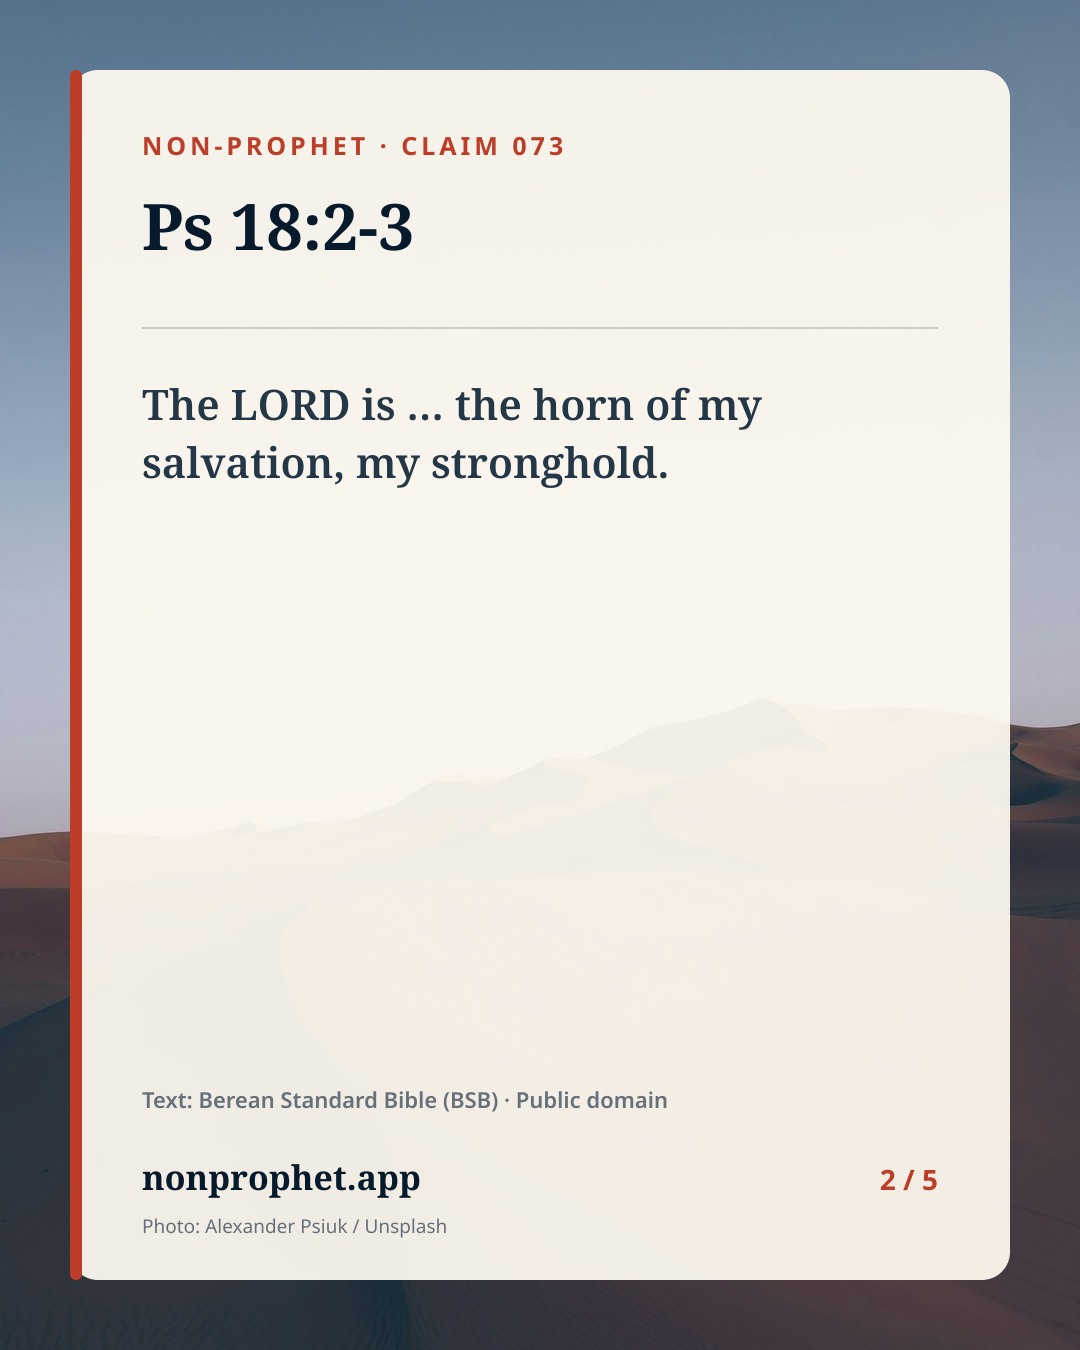 NON-PROPHET · CLAIM 073
Ps 18:2-3
The LORD is ... the horn of my
salvation, my stronghold.
Text: Berean Standard Bible (BSB) · Public domain
nonprophet.app
2 / 5
Photo: Alexander Psiuk / Unsplash